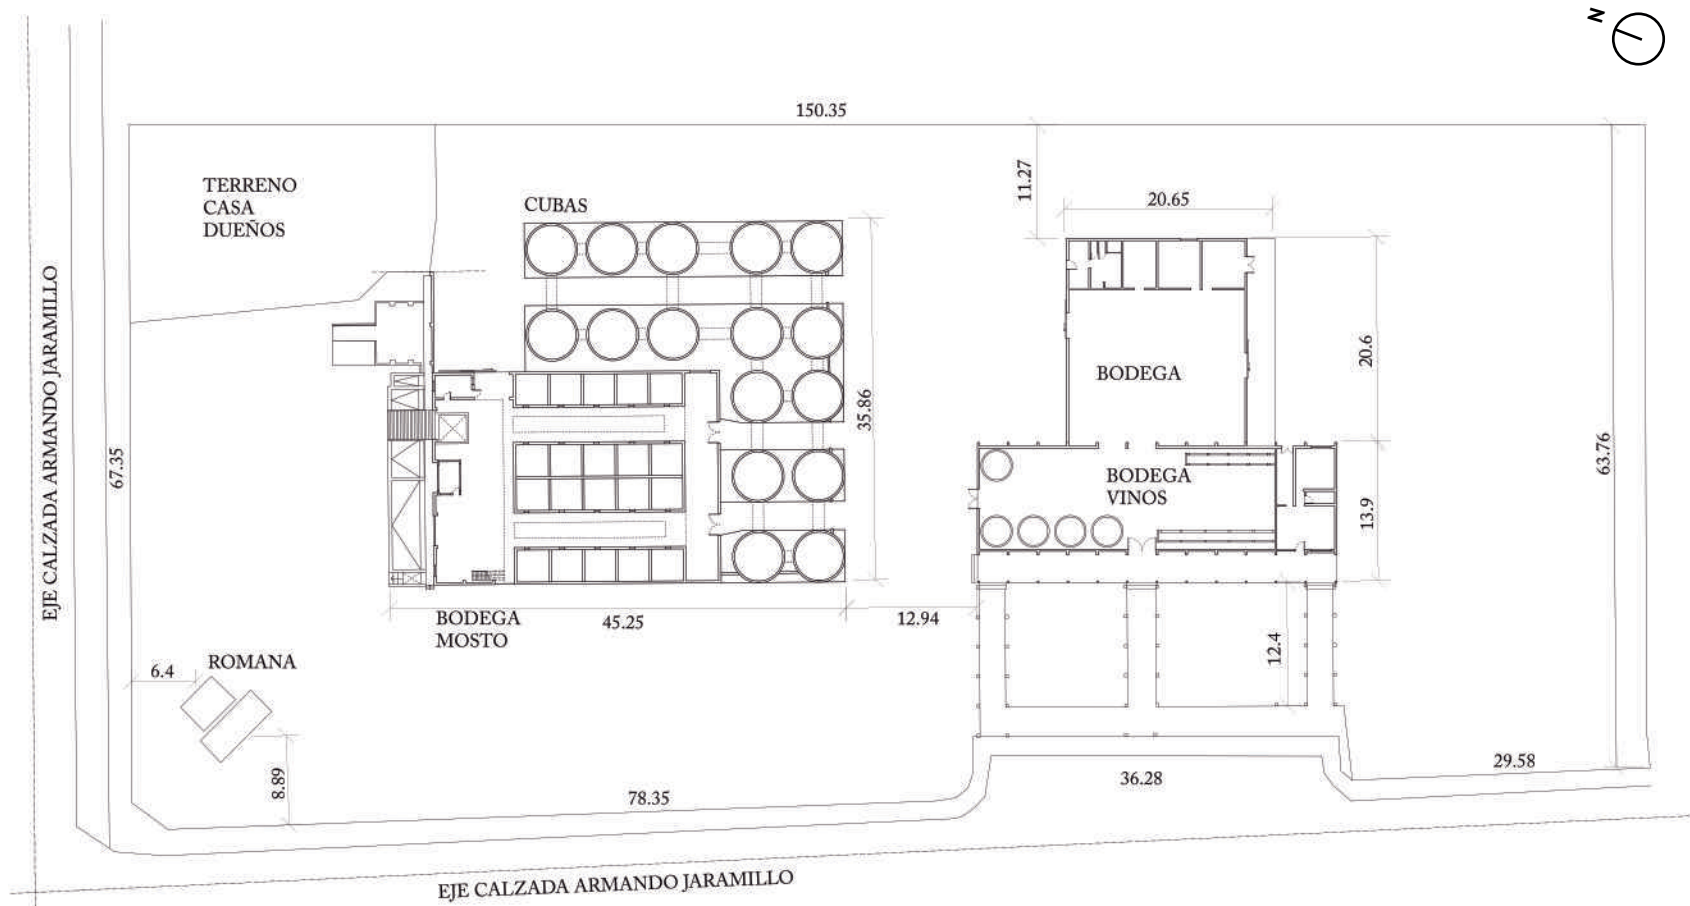 N
150.35
11.27
TERRENO
CASA
DUEÑOS
CUBAS
20.65
EJE CALZADA ARMANDO JARAMILLO
67.35
35.86
BODEGA
20.6
63.76
BODEGA
VINOS
13.9
BODEGA
MOSTO
45.25
12.94
12.4
ROMANA
6.4
8.89
78.35
36.28
29.58
EJE CALZADA ARMANDO JARAMILLO